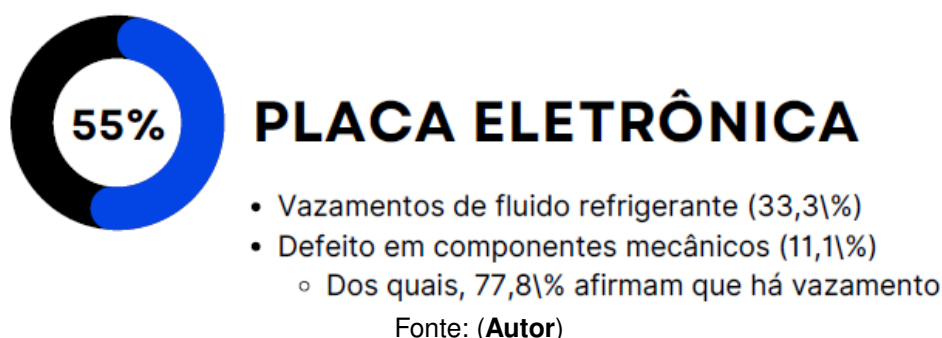 55%
PLACA ELETRÔNICA
• Vazamentos de fluido refrigerante (33,3\%)
• Defeito em componentes mecânicos (11,1\%)
◦ Dos quais, 77,8\% afirmam que há vazamento
Fonte: (Autor)